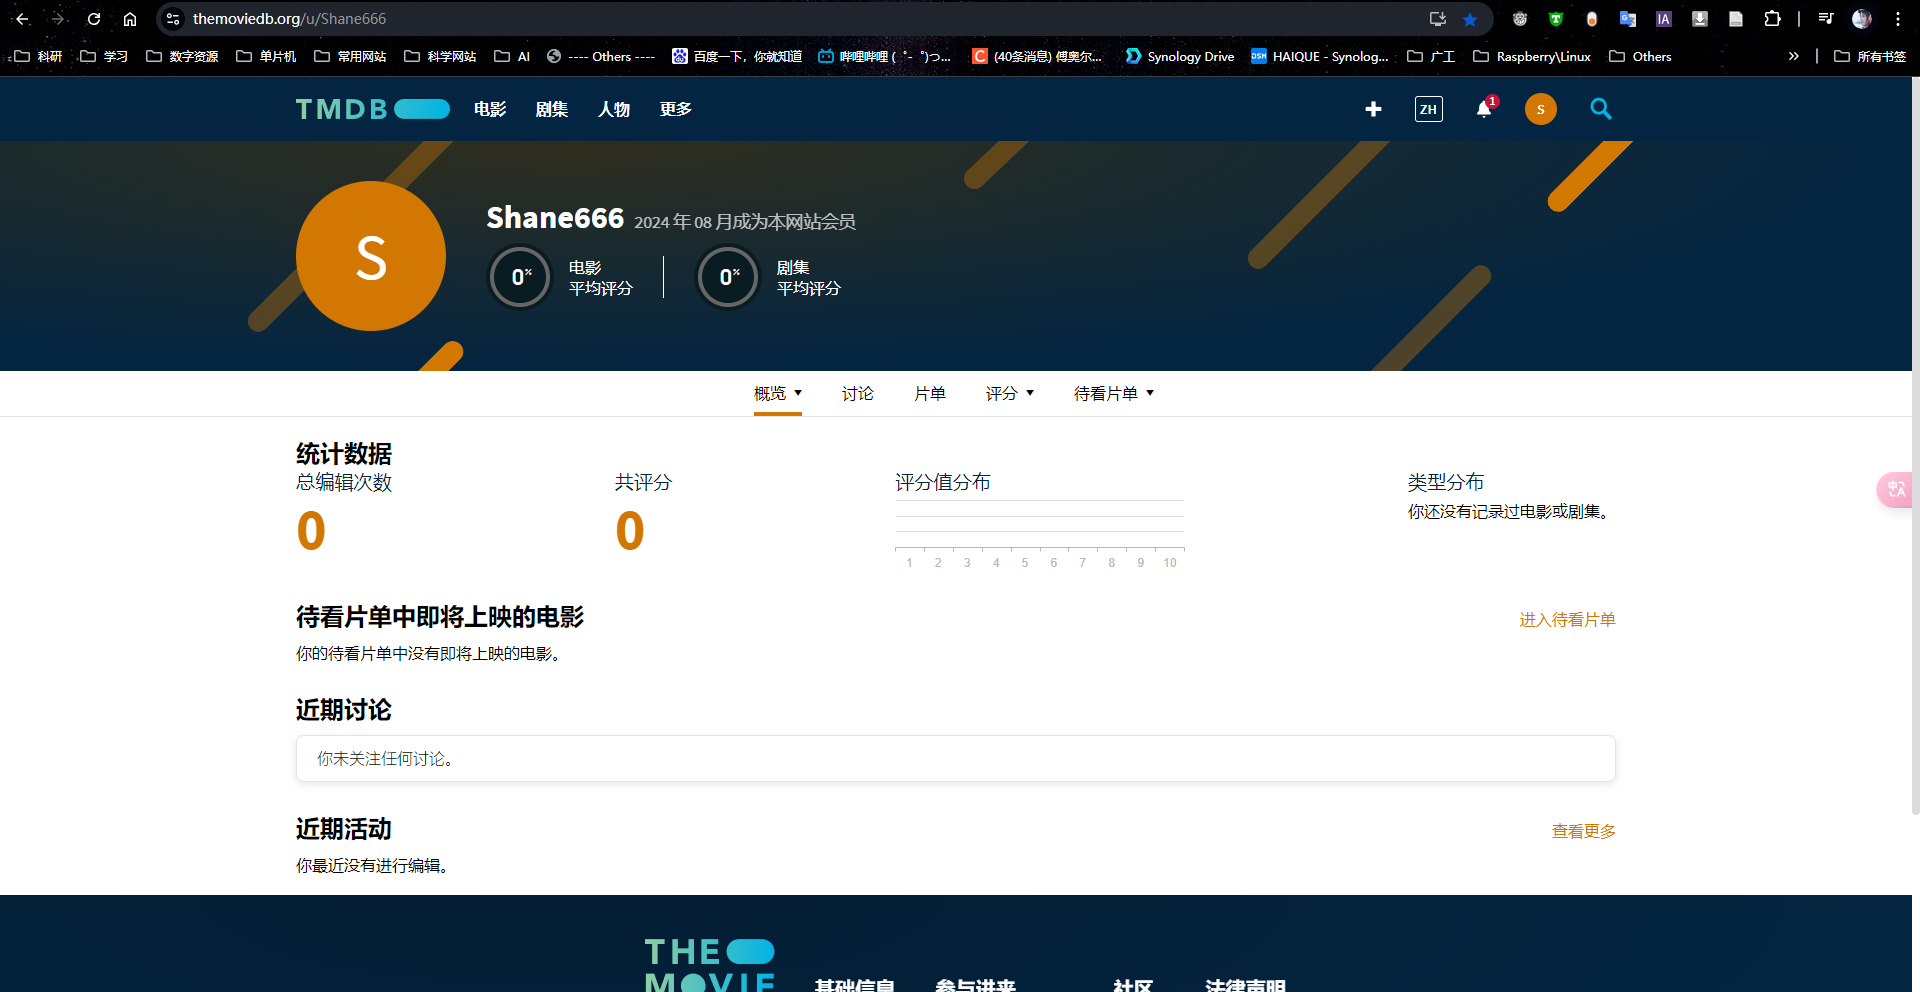 themoviedb.org/u/Shane666
科研 学习 数字资源 单片机 常用网站 科学网站 AI ---- Others ---- 百度一下，你就知道 哔哩哔哩 ( ゜- ゜)つ... (40条消息) 傅奥尔... Synology Drive HAIQUE - Synolog... 广工 Raspberry\Linux Others » 所有书签
TMDB 电影 剧集 人物 更多 ZH 1 S
S
Shane666 2024 年 08 月成为本网站会员
0% 电影 平均评分 0% 剧集 平均评分
概览 讨论 片单 评分 待看片单
统计数据
总编辑次数 共评分 评分值分布 类型分布
0 0 你还没有记录过电影或剧集。
1 2 3 4 5 6 7 8 9 10
待看片单中即将上映的电影 进入待看片单
你的待看片单中没有即将上映的电影。
近期讨论
你未关注任何讨论。
近期活动 查看更多
你最近没有进行编辑。
THE
MOVIE 基础信息 参与进来 社区 法律声明